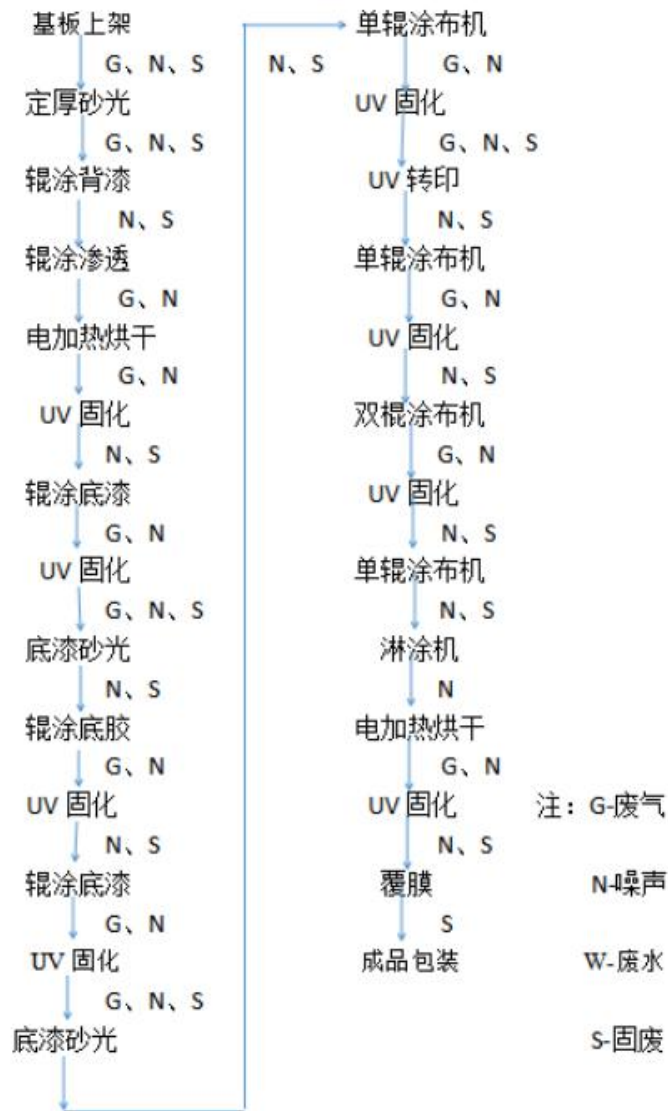 基板上架
G、N、S
定厚砂光
G、N、S
辊涂背漆
N、S
辊涂渗透
G、N
电加热烘干
G、N
UV 固化
N、S
辊涂底漆
G、N
UV 固化
G、N、S
底漆砂光
N、S
辊涂底胶
G、N
UV 固化
N、S
辊涂底漆
G、N
UV 固化
G、N、S
底漆砂光
N、S
单辊涂布机
G、N
UV 固化
G、N、S
UV 转印
N、S
单辊涂布机
G、N
UV 固化
N、S
双棍涂布机
G、N
UV 固化
N、S
单辊涂布机
N、S
淋涂机
N
电加热烘干
G、N
UV 固化
N、S
覆膜
S
成品包装
注：G-废气
N-噪声
W-废水
S-固废